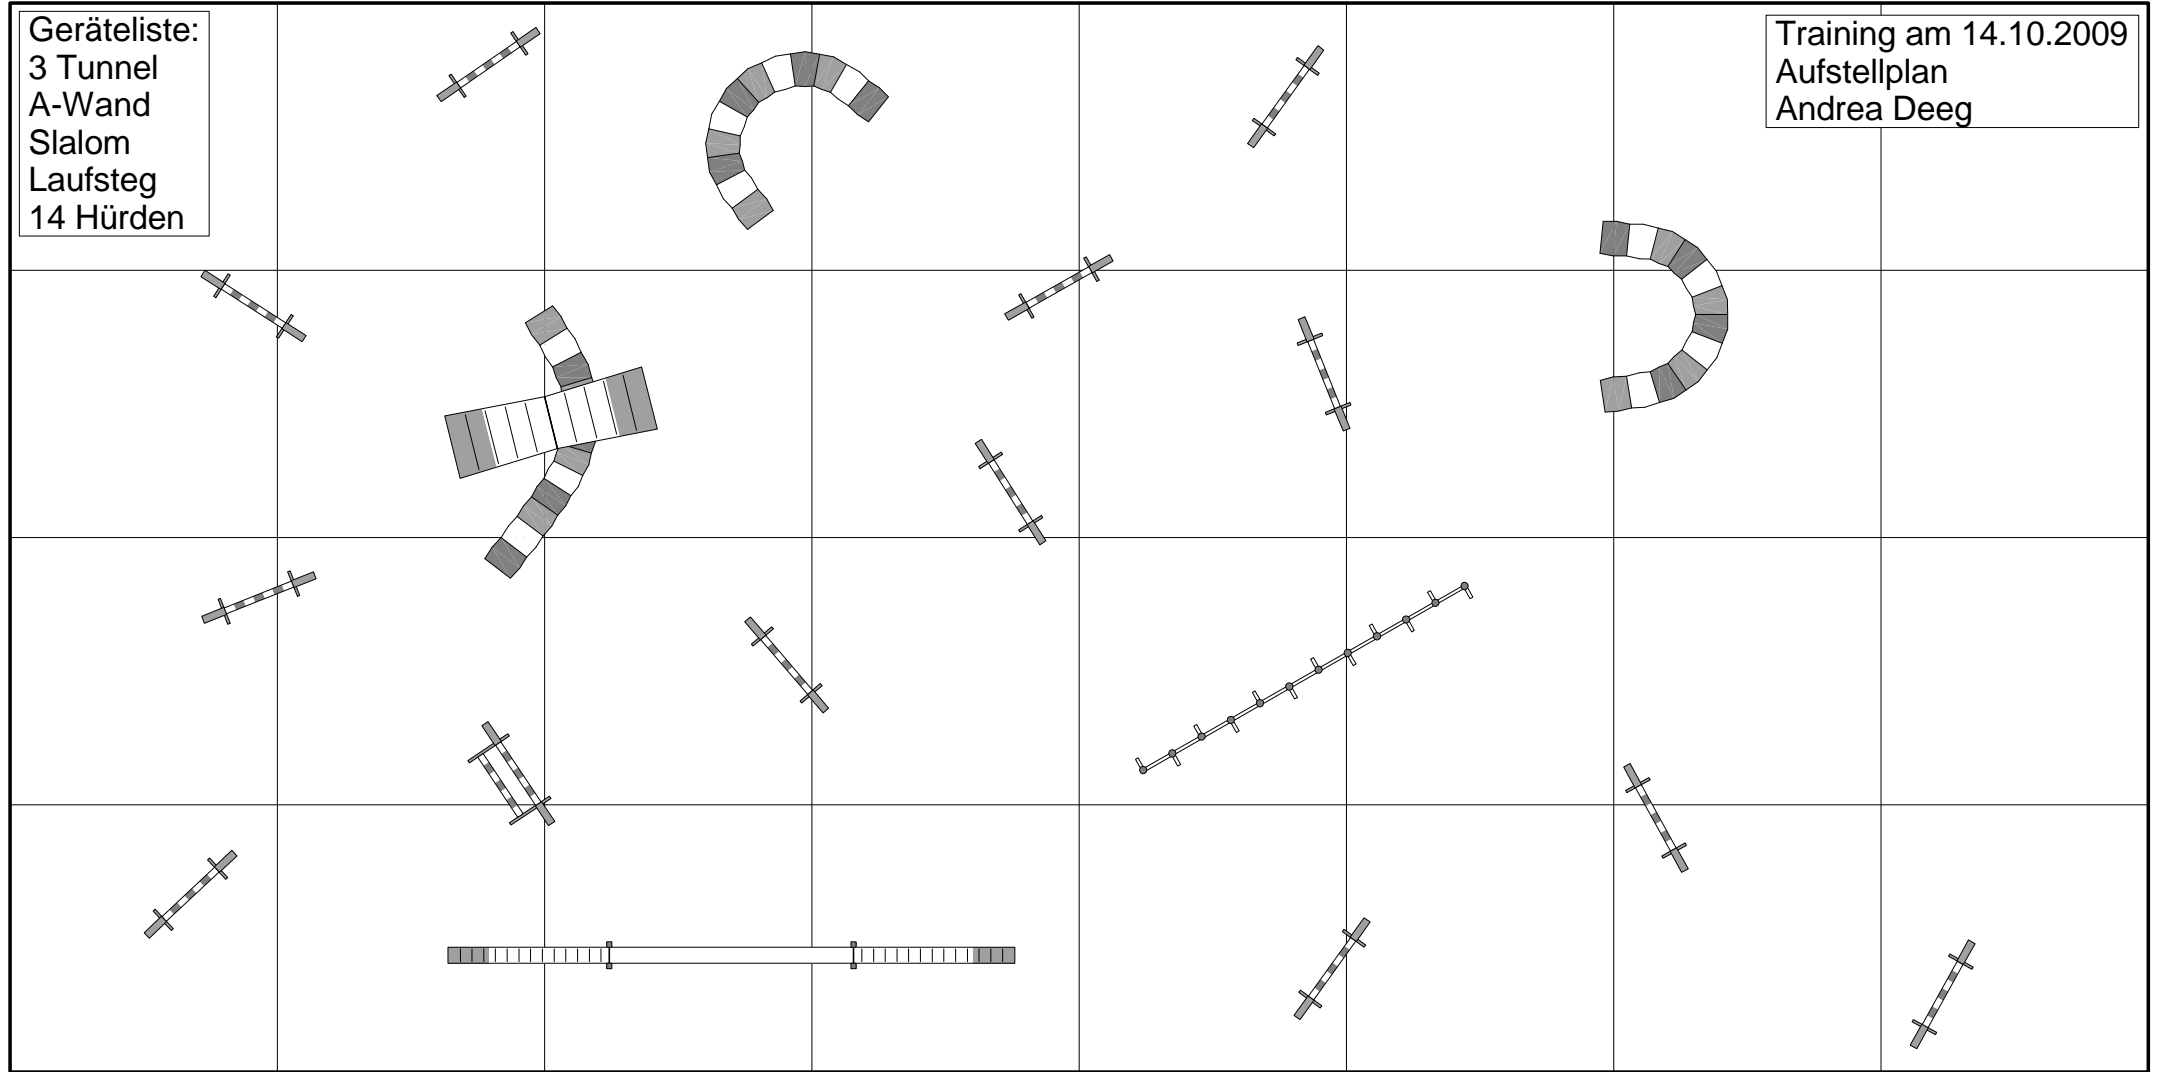 Geräteliste:
3 Tunnel
A-Wand
Slalom
Laufsteg
14 Hürden
Training am 14.10.2009
Aufstellplan
Andrea Deeg